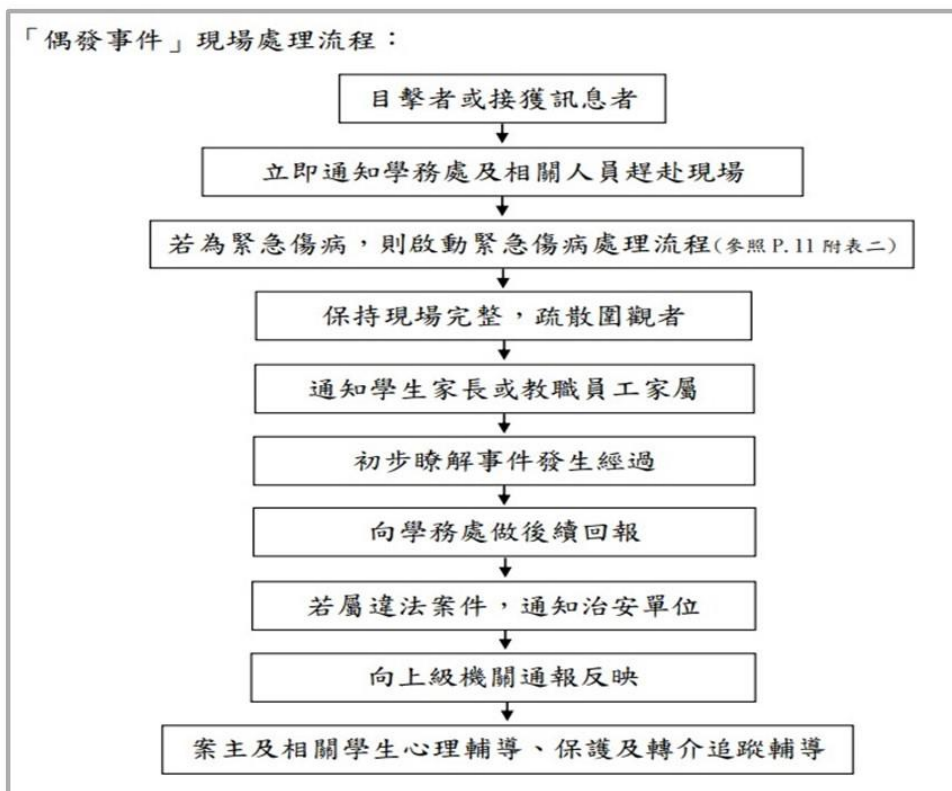 「偶發事件」現場處理流程：
目擊者或接獲訊息者
立即通知學務處及相關人員趕赴現場
若為緊急傷病，則啟動緊急傷病處理流程(參照P.11附表二)
保持現場完整，疏散圍觀者
通知學生家長或教職員工家屬
初步瞭解事件發生經過
向學務處做後續回報
若屬違法案件，通知治安單位
向上級機關通報反映
案主及相關學生心理輔導、保護及轉介追蹤輔導